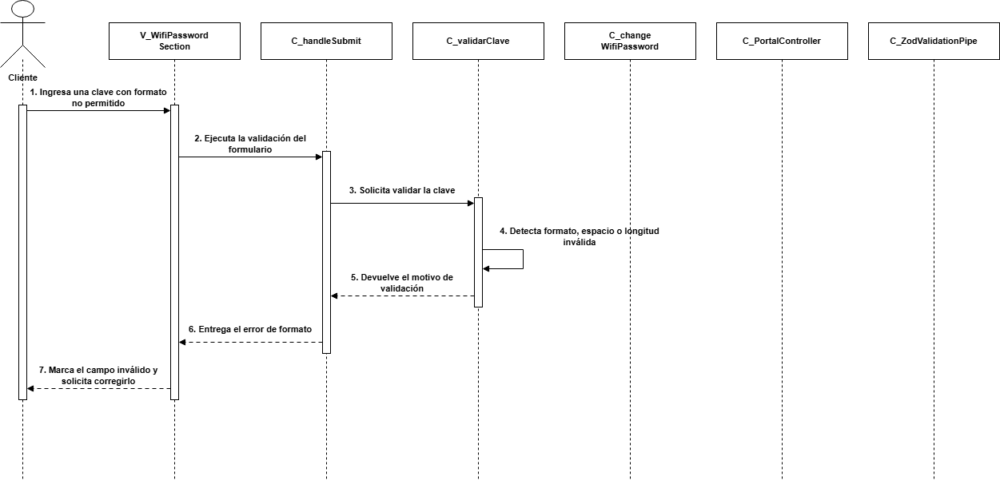 Cliente
V_WifiPassword
Section
C_handleSubmit
C_validarClave
C_change
WifiPassword
C_PortalController
C_ZodValidationPipe
1. Ingresa una clave con formato
no permitido
2. Ejecuta la validación del
formulario
3. Solicita validar la clave
4. Detecta formato, espacio o longitud
inválida
5. Devuelve el motivo de
validación
6. Entrega el error de formato
7. Marca el campo inválido y
solicita corregirlo